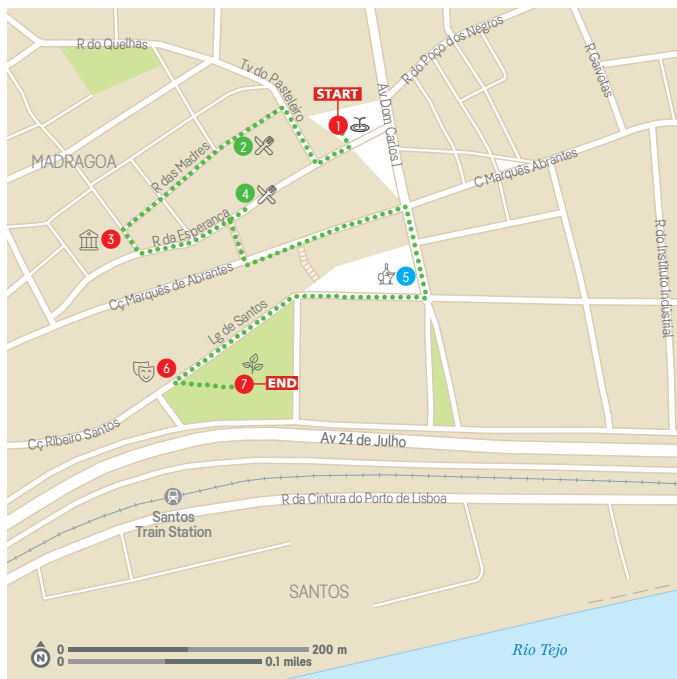 R do Quelhas
R do Poço dos Negros
R Gaivotas
Tv do Pasteleiro
Av Dom Carlos I
START
1
2
MADRAGOA
R das Madres
C Marquês Abrantes
4
3
R da Esperança
R do Instituto Industrial
Cç Marquês de Abrantes
5
Lg de Santos
6
7
END
Cç Ribeiro Santos
Av 24 de Julho
Santos
Train Station
R da Cintura do Porto de Lisboa
SANTOS
Rio Tejo
N
0
200 m
0
0.1 miles